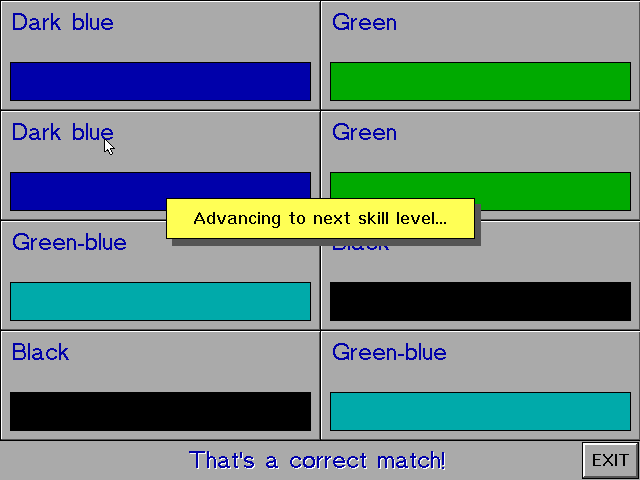 Dark blue
Green
Dark blue
Green
Advancing to next skill level...
Green-blue
Black
Black
Green-blue
That's a correct match!
EXIT